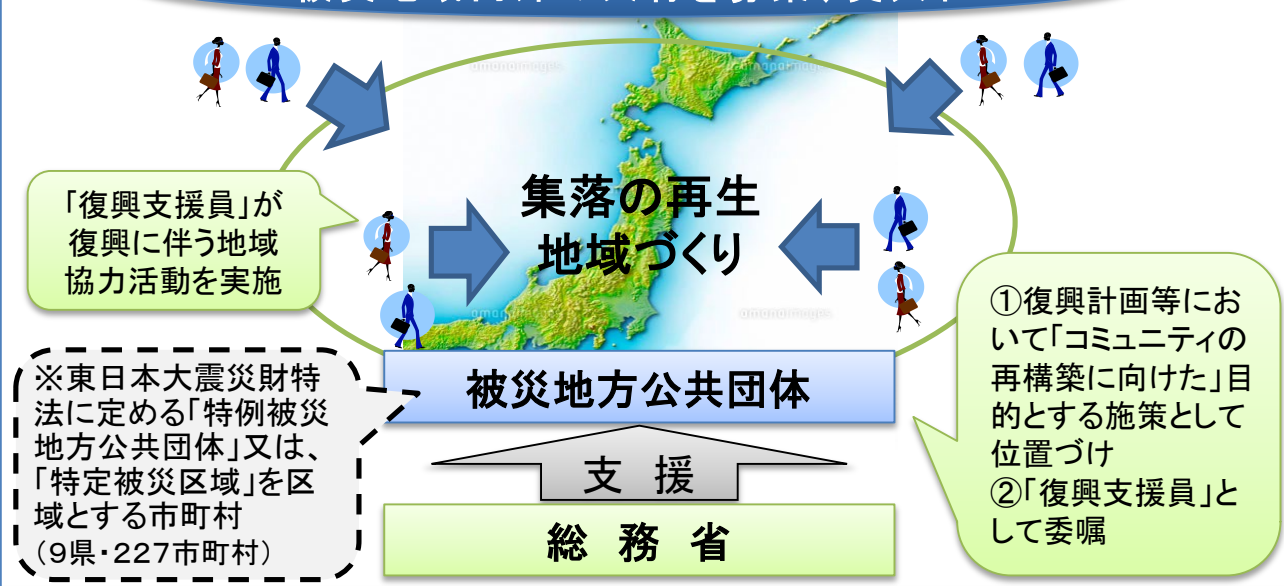 「復興支援員」が
復興に伴う地域
協力活動を実施
集落の再生
地域づくり
①復興計画等にお
いて「コミュニティの
再構築に向けた」目
的とする施策として
位置づけ
②「復興支援員」と
して委嘱
※東日本大震災財特
法に定める「特例被災
地方公共団体」又は、
「特定被災区域」を区
域とする市町村
（9県・227市町村）
被災地方公共団体
支 援
総 務 省
amanaimages
amanaimages
amanaimages
amanaimages